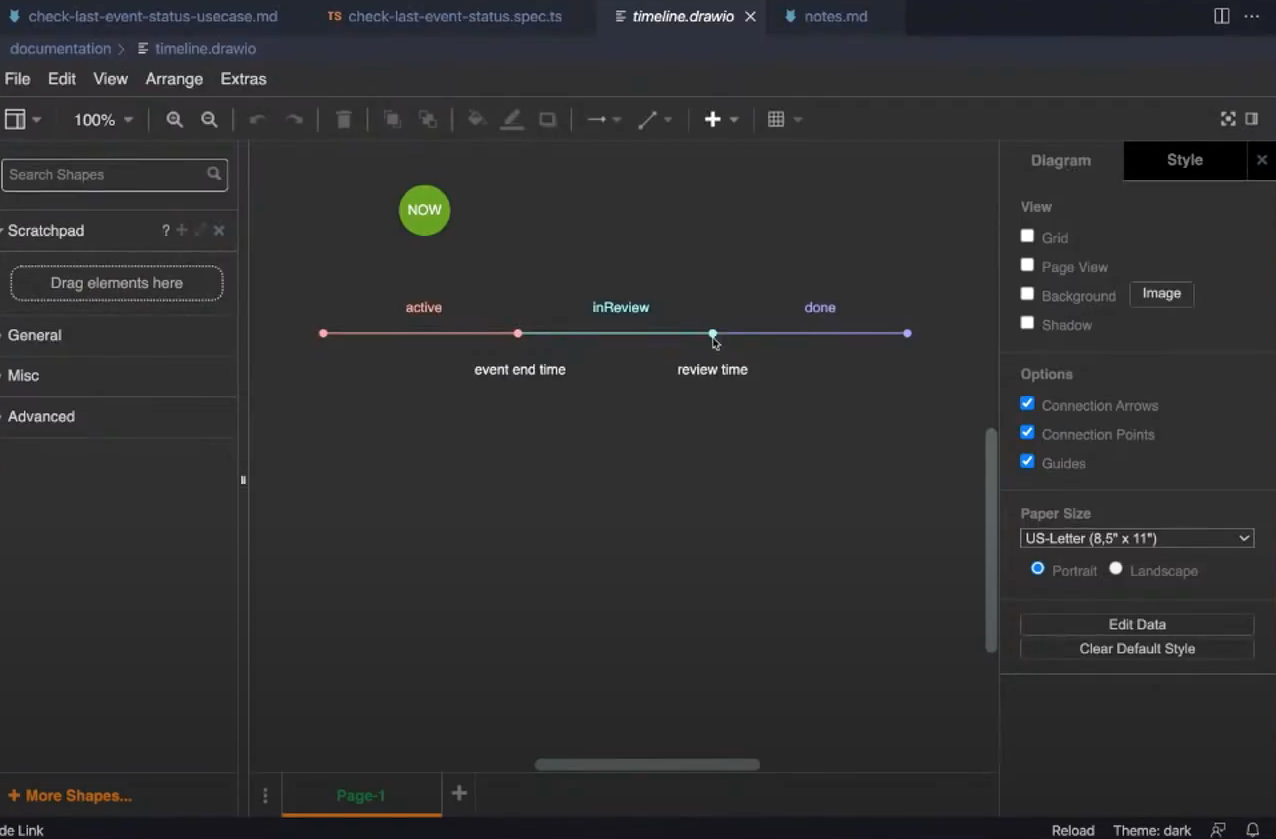 check-last-event-status-usecase.md
TS check-last-event-status.spec.ts
timeline.drawio
notes.md
documentation > timeline.drawio
File Edit View Arrange Extras
100%
Search Shapes
Scratchpad ?
Drag elements here
General
Misc
Advanced
+ More Shapes...
NOW
active inReview done
event end time review time
Page-1
Diagram Style
View
Grid
Page View
Background Image
Shadow
Options
Connection Arrows
Connection Points
Guides
Paper Size
US-Letter (8,5" x 11")
Portrait Landscape
Edit Data
Clear Default Style
de Link
Reload Theme: dark